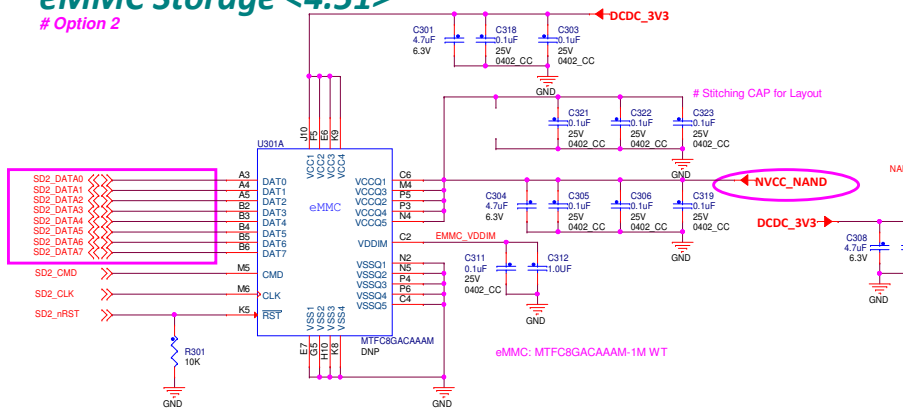 eMMC Storage <4.51>
# Option 2
DCDC_3V3
C301
4.7uF
6.3V
C318
0.1uF
25V
0402_CC
C303
0.1uF
25V
0402_CC
GND
# Stitching CAP for Layout
C321
0.1uF
25V
0402_CC
C322
0.1uF
25V
0402_CC
C323
0.1uF
25V
0402_CC
GND
U301A
J10
F5
E6
K9
VCC1
VCC2
VCC3
VCC4
eMMC
SD2_DATA0 A3 DAT0
SD2_DATA1 A4 DAT1
SD2_DATA2 A5 DAT2
SD2_DATA3 B2 DAT3
SD2_DATA4 B3 DAT4
SD2_DATA5 B4 DAT5
SD2_DATA6 B5 DAT6
SD2_DATA7 B6 DAT7
SD2_CMD M5 CMD
SD2_CLK M6 CLK
SD2_nRST K5 RST
VCCQ1 C6
VCCQ3 M4
VCCQ2 P5
VCCQ4 P3
VCCQ5 N4
VDDIM C2 EMMC_VDDIM
VSSQ1 N2
VSSQ2 N5
VSSQ3 P4
VSSQ4 P6
VSSQ5 C4
VSS1
VSS2
VSS3
VSS4
E7
G5
H10
K8
MTFC8GACAAAM
DNP
NVCC_NAND
C304
4.7uF
6.3V
C305
0.1uF
25V
0402_CC
C306
0.1uF
25V
0402_CC
C319
0.1uF
25V
0402_CC
GND
C311
0.1uF
25V
0402_CC
C312
1.0UF
GND
DCDC_3V3
C308
4.7uF
6.3V
GND
R301
10K
GND
GND
eMMC: MTFC8GACAAAM-1M WT